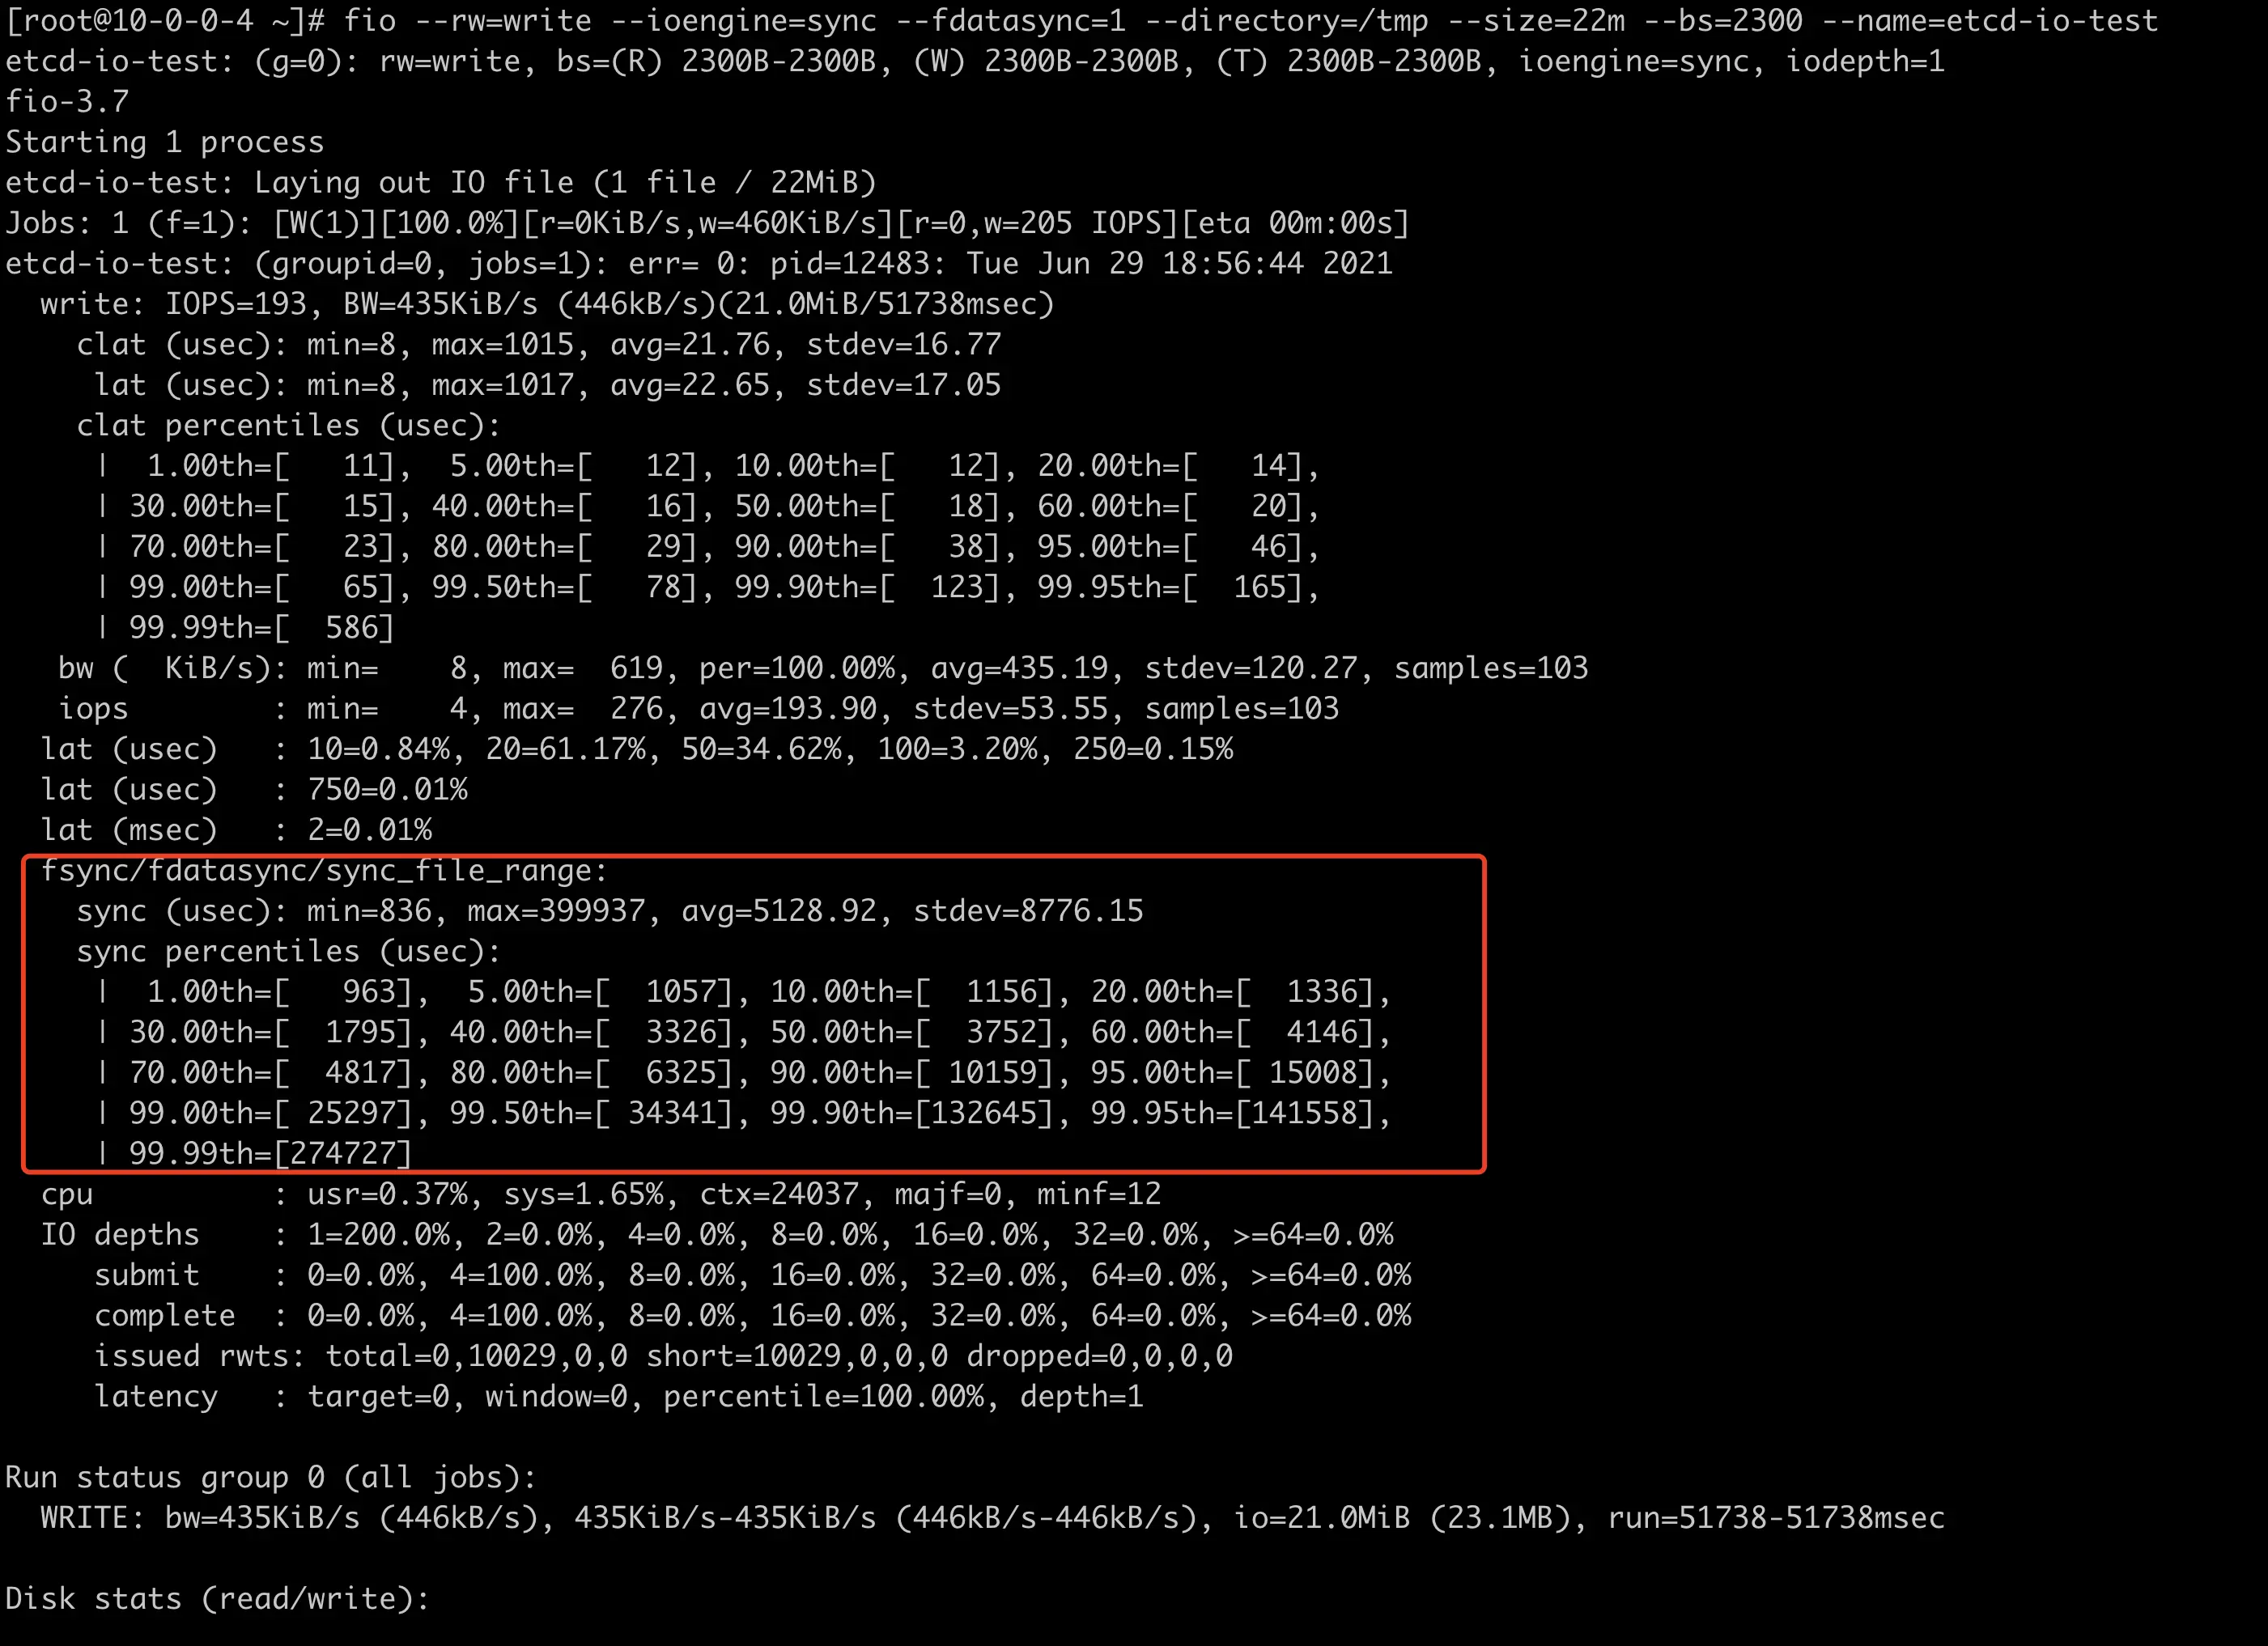 [root@10-0-0-4 ~]# fio --rw=write --ioengine=sync --fdatasync=1 --directory=/tmp --size=22m --bs=2300 --name=etcd-io-test
etcd-io-test: (g=0): rw=write, bs=(R) 2300B-2300B, (W) 2300B-2300B, (T) 2300B-2300B, ioengine=sync, iodepth=1
fio-3.7
Starting 1 process
etcd-io-test: Laying out IO file (1 file / 22MiB)
Jobs: 1 (f=1): [W(1)][100.0%][r=0KiB/s,w=460KiB/s][r=0,w=205 IOPS][eta 00m:00s]
etcd-io-test: (groupid=0, jobs=1): err= 0: pid=12483: Tue Jun 29 18:56:44 2021
  write: IOPS=193, BW=435KiB/s (446kB/s)(21.0MiB/51738msec)
    clat (usec): min=8, max=1015, avg=21.76, stdev=16.77
     lat (usec): min=8, max=1017, avg=22.65, stdev=17.05
    clat percentiles (usec):
     |  1.00th=[   11],  5.00th=[   12], 10.00th=[   12], 20.00th=[   14],
     | 30.00th=[   15], 40.00th=[   16], 50.00th=[   18], 60.00th=[   20],
     | 70.00th=[   23], 80.00th=[   29], 90.00th=[   38], 95.00th=[   46],
     | 99.00th=[   65], 99.50th=[   78], 99.90th=[  123], 99.95th=[  165],
     | 99.99th=[  586]
   bw (  KiB/s): min=    8, max=  619, per=100.00%, avg=435.19, stdev=120.27, samples=103
   iops        : min=    4, max=  276, avg=193.90, stdev=53.55, samples=103
  lat (usec)   : 10=0.84%, 20=61.17%, 50=34.62%, 100=3.20%, 250=0.15%
  lat (usec)   : 750=0.01%
  lat (msec)   : 2=0.01%
  fsync/fdatasync/sync_file_range:
    sync (usec): min=836, max=399937, avg=5128.92, stdev=8776.15
    sync percentiles (usec):
     |  1.00th=[   963],  5.00th=[  1057], 10.00th=[  1156], 20.00th=[  1336],
     | 30.00th=[  1795], 40.00th=[  3326], 50.00th=[  3752], 60.00th=[  4146],
     | 70.00th=[  4817], 80.00th=[  6325], 90.00th=[ 10159], 95.00th=[ 15008],
     | 99.00th=[ 25297], 99.50th=[ 34341], 99.90th=[132645], 99.95th=[141558],
     | 99.99th=[274727]
  cpu          : usr=0.37%, sys=1.65%, ctx=24037, majf=0, minf=12
  IO depths    : 1=200.0%, 2=0.0%, 4=0.0%, 8=0.0%, 16=0.0%, 32=0.0%, >=64=0.0%
     submit    : 0=0.0%, 4=100.0%, 8=0.0%, 16=0.0%, 32=0.0%, 64=0.0%, >=64=0.0%
     complete  : 0=0.0%, 4=100.0%, 8=0.0%, 16=0.0%, 32=0.0%, 64=0.0%, >=64=0.0%
     issued rwts: total=0,10029,0,0 short=10029,0,0,0 dropped=0,0,0,0
     latency   : target=0, window=0, percentile=100.00%, depth=1

Run status group 0 (all jobs):
  WRITE: bw=435KiB/s (446kB/s), 435KiB/s-435KiB/s (446kB/s-446kB/s), io=21.0MiB (23.1MB), run=51738-51738msec

Disk stats (read/write):